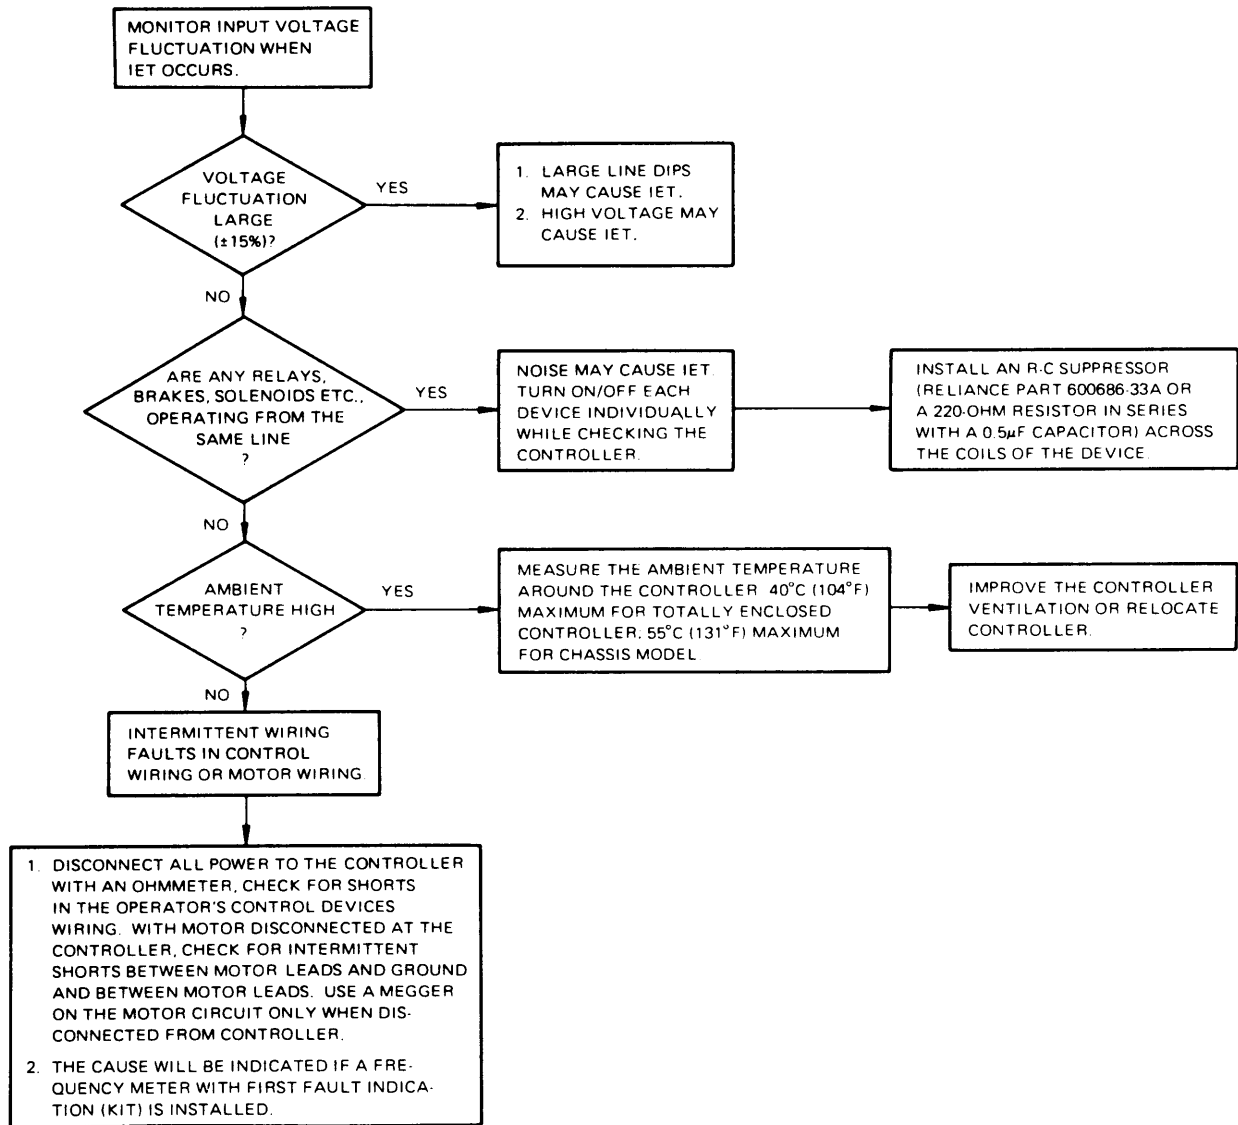 MONITOR INPUT VOLTAGE
FLUCTUATION WHEN
IET OCCURS.
VOLTAGE
FLUCTUATION
LARGE
(±15%)?
YES
1. LARGE LINE DIPS
MAY CAUSE IET.
2. HIGH VOLTAGE MAY
CAUSE IET.
NO
ARE ANY RELAYS,
BRAKES, SOLENOIDS ETC.,
OPERATING FROM THE
SAME LINE
?
YES
NOISE MAY CAUSE IET.
TURN ON/OFF EACH
DEVICE INDIVIDUALLY
WHILE CHECKING THE
CONTROLLER.
INSTALL AN R-C SUPPRESSOR
(RELIANCE PART 600686-33A OR
A 220-OHM RESISTOR IN SERIES
WITH A 0.5µF CAPACITOR) ACROSS
THE COILS OF THE DEVICE.
NO
AMBIENT
TEMPERATURE HIGH
?
YES
MEASURE THE AMBIENT TEMPERATURE
AROUND THE CONTROLLER 40°C (104°F)
MAXIMUM FOR TOTALLY ENCLOSED
CONTROLLER; 55°C (131°F) MAXIMUM
FOR CHASSIS MODEL
IMPROVE THE CONTROLLER
VENTILATION OR RELOCATE
CONTROLLER.
NO
INTERMITTENT WIRING
FAULTS IN CONTROL
WIRING OR MOTOR WIRING.
1. DISCONNECT ALL POWER TO THE CONTROLLER
WITH AN OHMMETER, CHECK FOR SHORTS
IN THE OPERATOR'S CONTROL DEVICES
WIRING. WITH MOTOR DISCONNECTED AT THE
CONTROLLER, CHECK FOR INTERMITTENT
SHORTS BETWEEN MOTOR LEADS AND GROUND
AND BETWEEN MOTOR LEADS. USE A MEGGER
ON THE MOTOR CIRCUIT ONLY WHEN DIS-
CONNECTED FROM CONTROLLER.
2. THE CAUSE WILL BE INDICATED IF A FRE-
QUENCY METER WITH FIRST FAULT INDICA-
TION (KIT) IS INSTALLED.